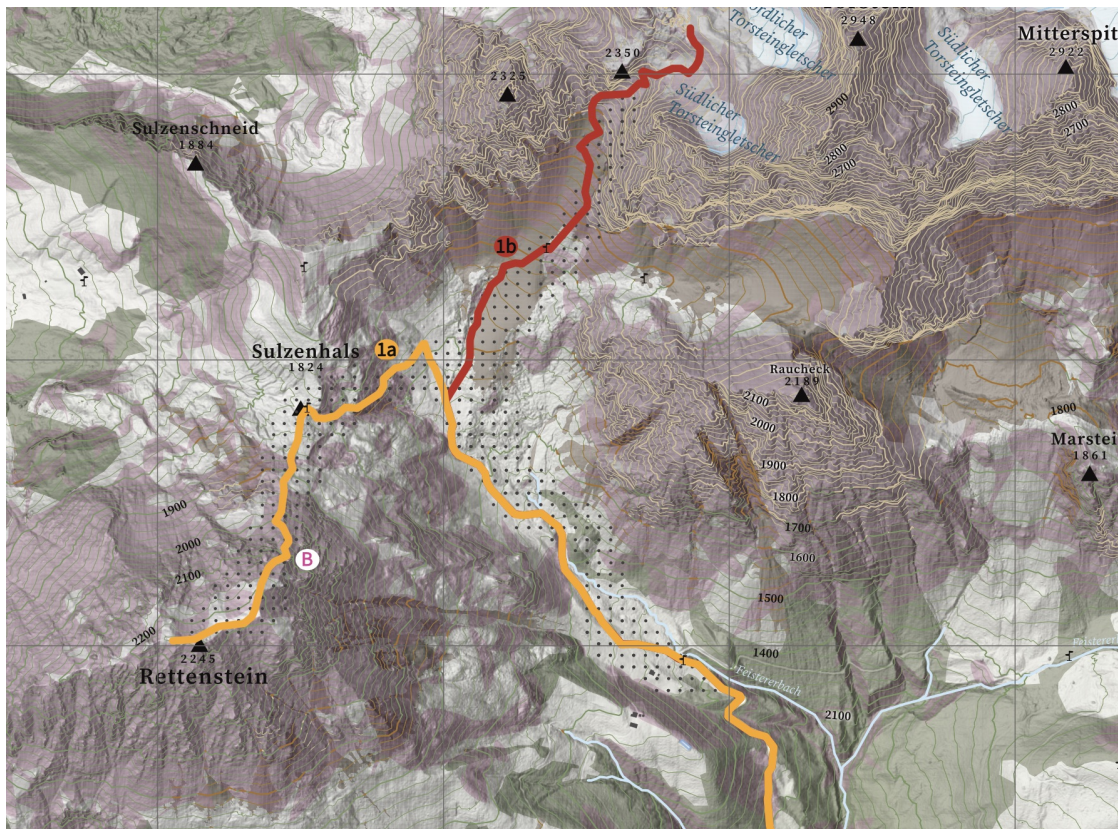 2948
Nördlicher
Torsteingletscher
Mitterspit
2922
Südlicher
Torsteingletscher
2350
2325
Südlicher
Torsteingletscher
2900
2800
2700
2800
2700
Sulzenschneid
1884
1b
1a
Sulzenhals
1824
Raucheck
2189
2100
2000
1900
1800
1700
1600
1500
1400
1800
Marstei
1861
1900
2000
2100
2200
B
2245
Rettenstein
Feistererbach
2100